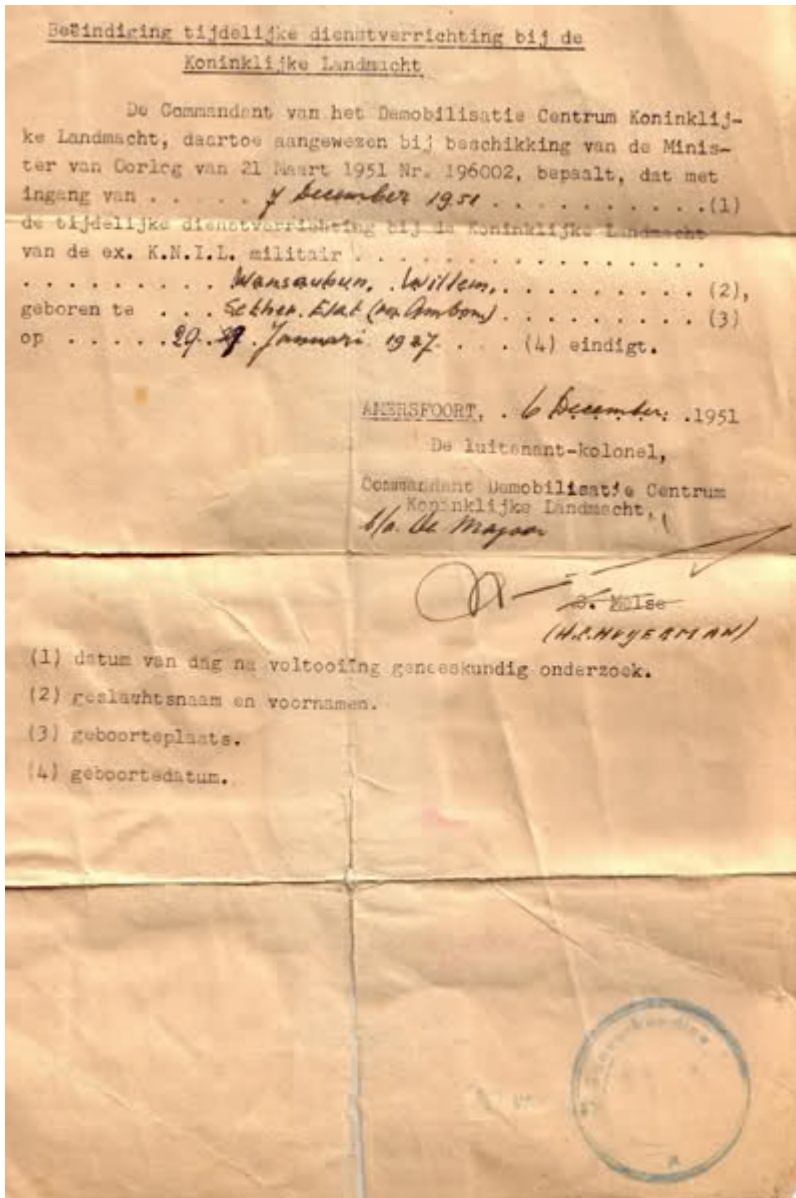 Beëindiging tijdelijke dienstverrichting bij de
Koninklijke Landmacht
De Commandant van het Demobilisatie Centrum Koninklij-
ke Landmacht, daartoe aangewezen bij beschikking van de Minis-
ter van Oorlog van 21 Maart 1951 Nr. 196002, bepaalt, dat met
ingang van . . . . . 7 December 1951 . . . . . . . . . .(1)
de tijdelijke dienstverrichting bij de Koninklijke Landmacht
van de ex. K.N.I.L. militair . . . . . . . . . . . . . . . . .
. . . . . . . . . Willem. . . . . . . . . . (2),
geboren te . . . Elat . . . . . . . . . (3)
op . . . . . 29 Januari 1927 . . . . (4) eindigt.
AMERSFOORT, . 6 December. .1951
De luitenant-kolonel,
Commandant Demobilisatie Centrum
Koninklijke Landmacht,
b/a. De Majoor
S. Molse
(H.P.HEYERMAN)
(1) datum van dag na voltooiïng geneeskundig onderzoek.
(2) geslachtsnaam en voornamen.
(3) geboorteplaats.
(4) geboortedatum.